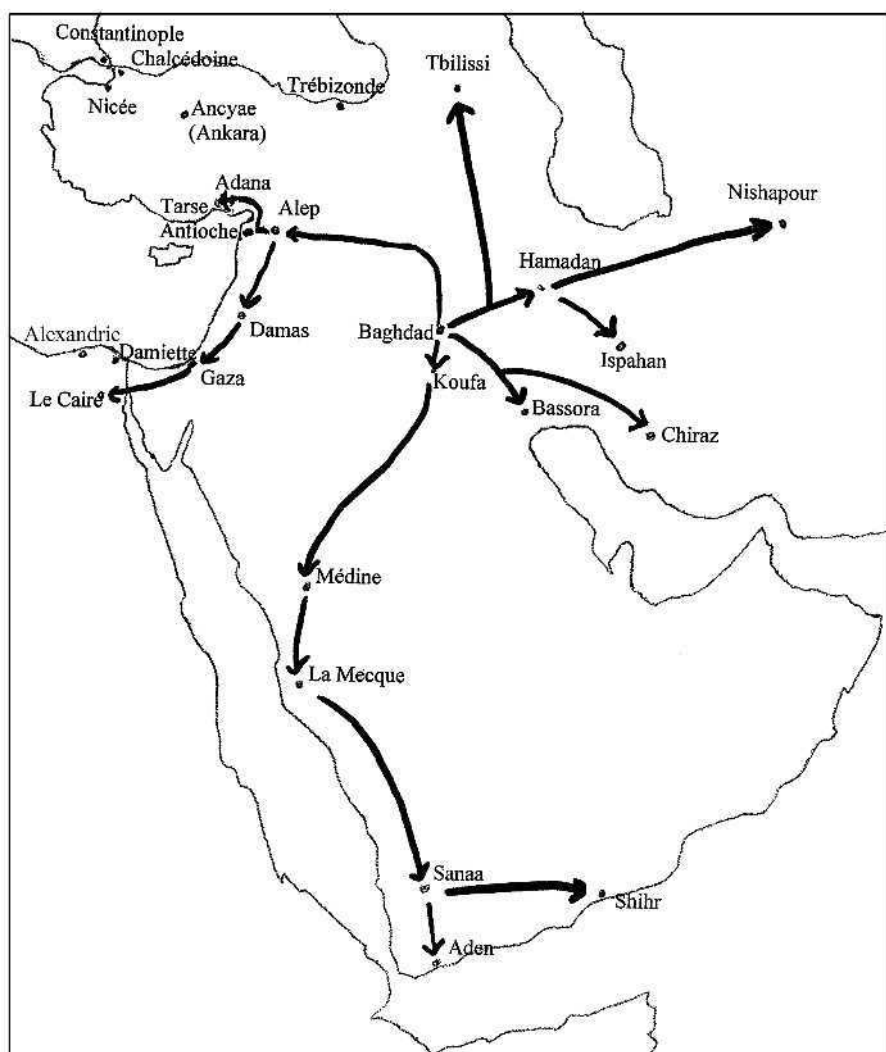 Constantinople
Chalcédoine
Nicée
Ancyae
(Ankara)
Trébizonde
Tbilissi
Adana
Tarse
Alep
Antioche
Nishapour
Hamadan
Damas
Baghdad
Ispahan
Alexandrie
Damiette
Gaza
Koufa
Le Caire
Bassora
Chiraz
Médine
La Mecque
Sanaa
Shihr
Aden